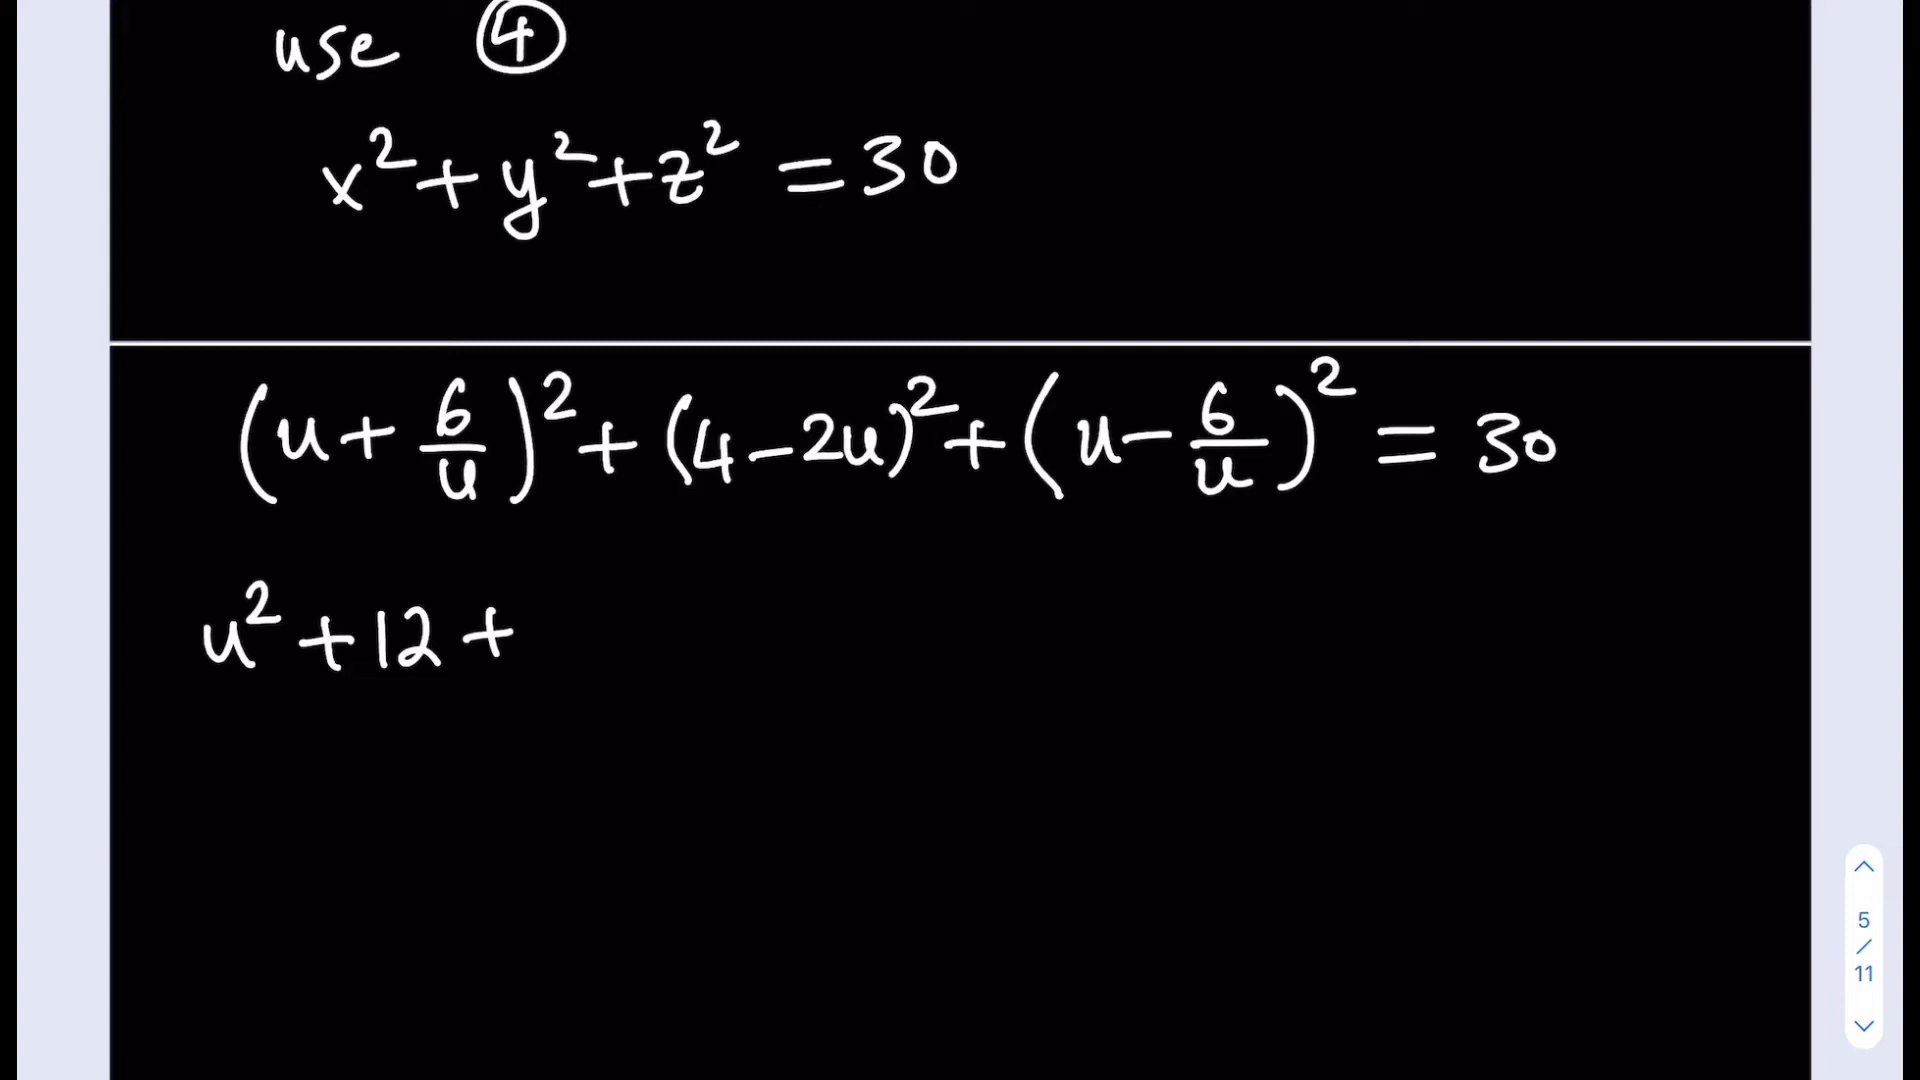 use ④
x²+y²+z² =30
(u+6/u)²+(4-2u)²+(u-6/u)² = 30
u²+12+
5
/
11